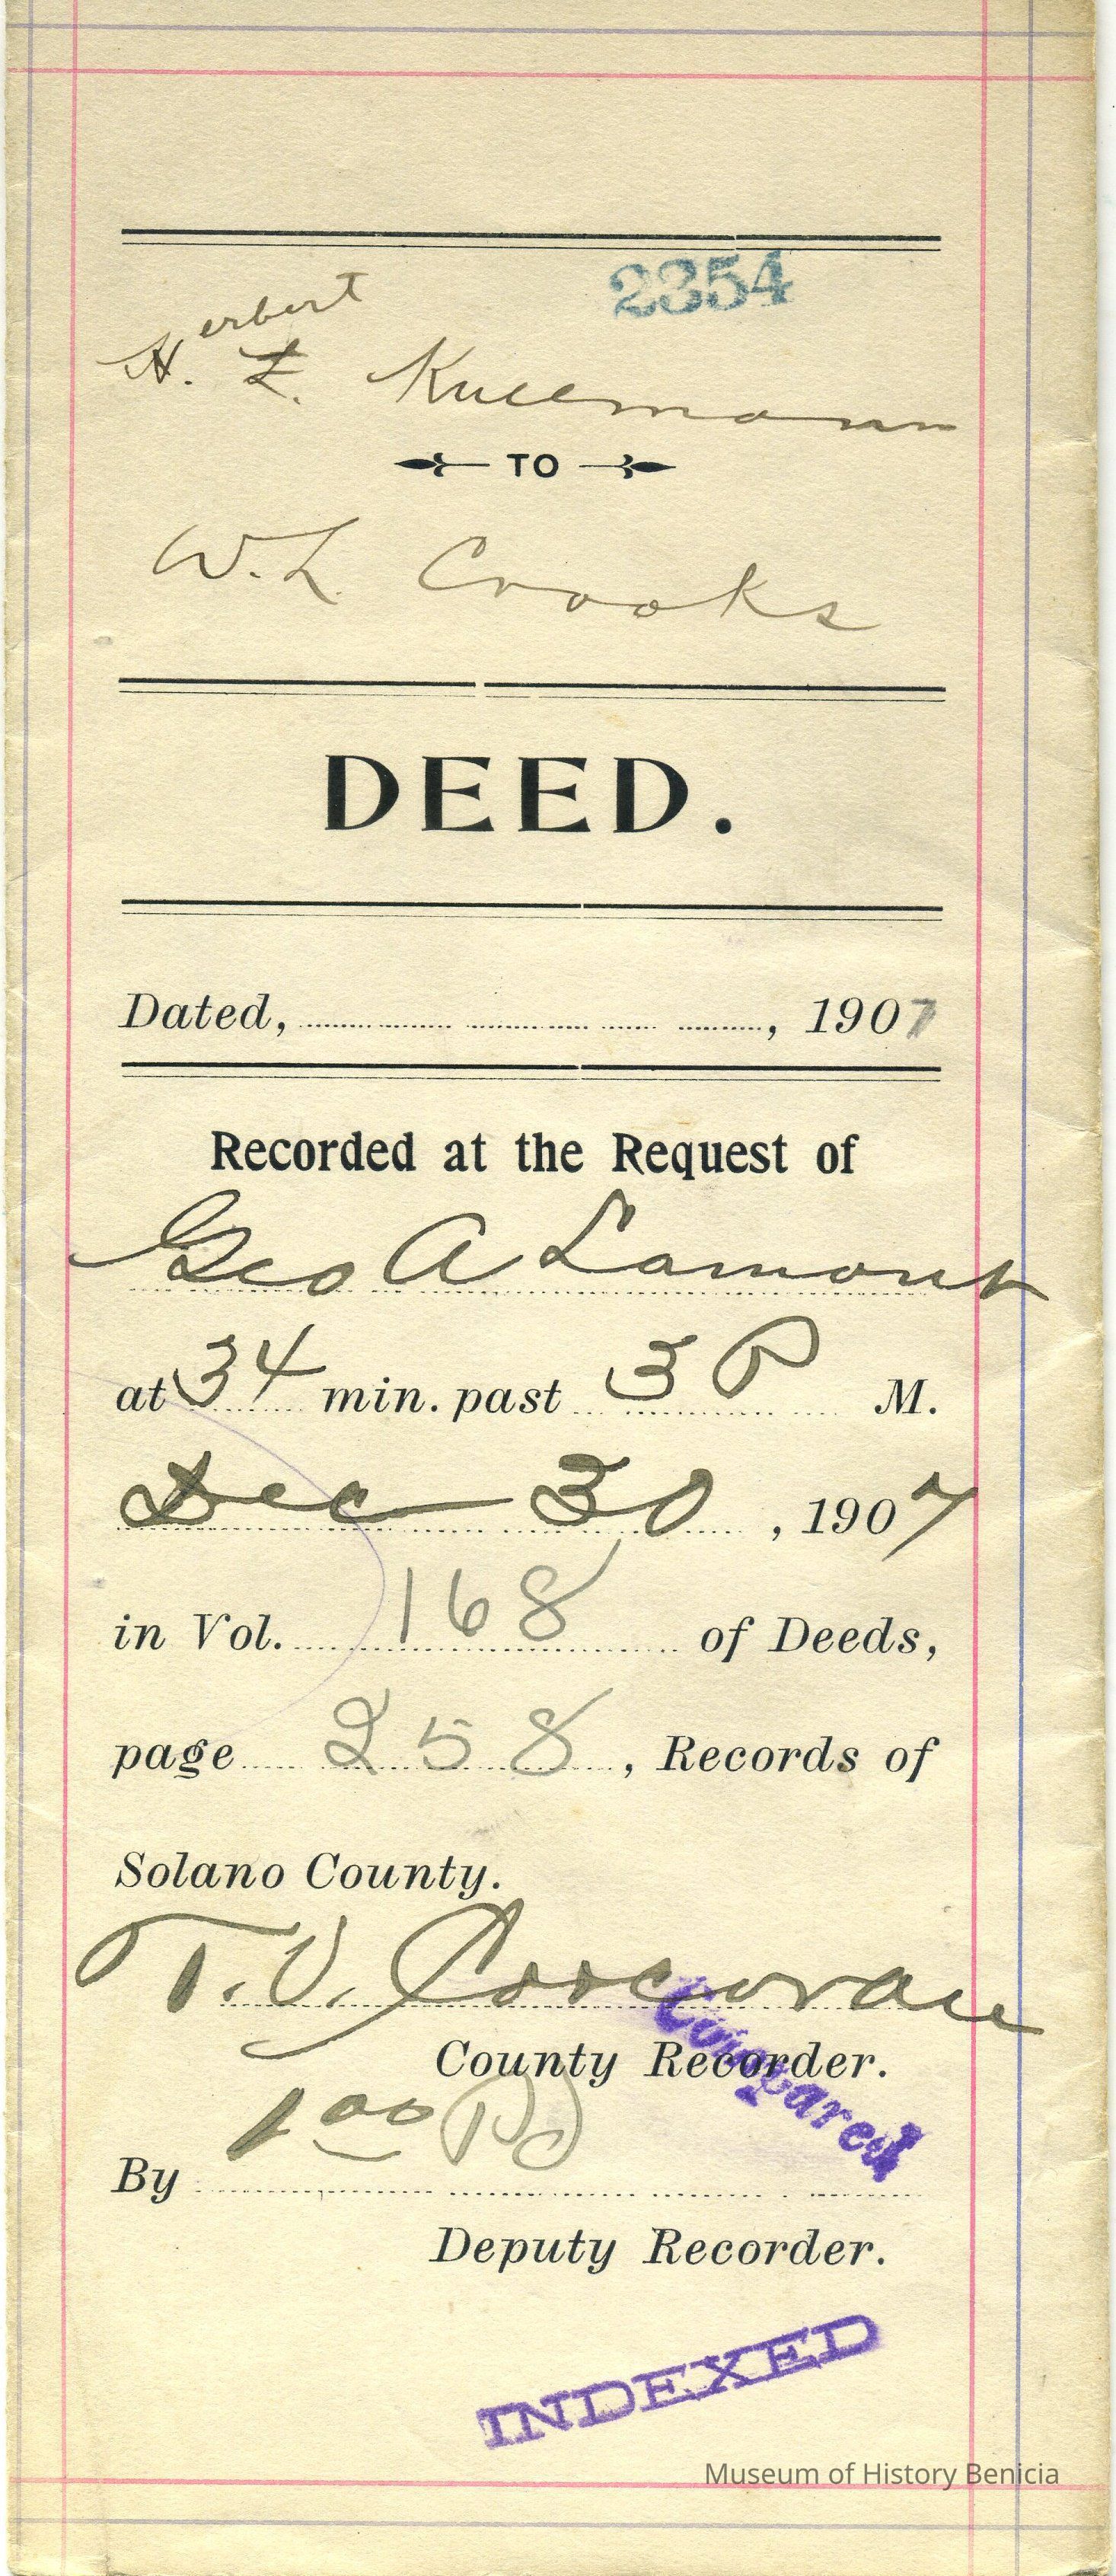 2354
erbert
H. L. Kullmann
TO
W. L. Crooks
DEED.
Dated, , 1907
Recorded at the Request of
Geo A Lamont
at 34 min. past 3 P M.
Dec 30, 1907
in Vol. 168 of Deeds,
page 258, Records of
Solano County.
T. V. Corcoran
Compared
County Recorder.
1 00 Pd
By
Deputy Recorder.
INDEXED
Museum of History Benicia